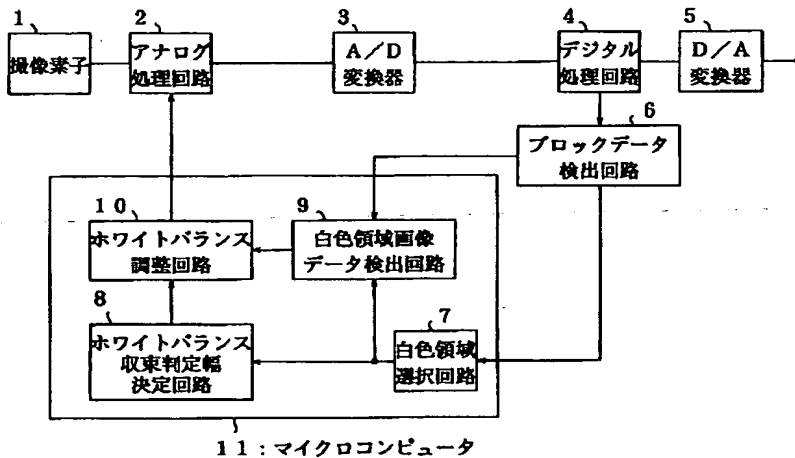 1
撮像素子
2
アナログ
処理回路
3
A／D
変換器
4
デジタル
処理回路
5
D／A
変換器
6
ブロックデータ
検出回路
10
ホワイトバランス
調整回路
9
白色領域画像
データ検出回路
8
ホワイトバランス
収束判定幅
決定回路
7
白色領域
選択回路
11：マイクロコンピュータ